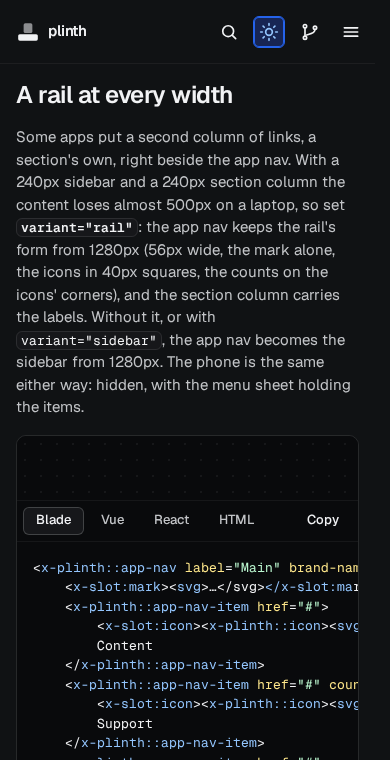 plinth
A rail at every width
Some apps put a second column of links, a
section's own, right beside the app nav. With a
240px sidebar and a 240px section column the
content loses almost 500px on a laptop, so set
variant="rail": the app nav keeps the rail's
form from 1280px (56px wide, the mark alone,
the icons in 40px squares, the counts on the
icons' corners), and the section column carries
the labels. Without it, or with
variant="sidebar", the app nav becomes the
sidebar from 1280px. The phone is the same
either way: hidden, with the menu sheet holding
the items.
Blade Vue React HTML Copy
<x-plinth::app-nav label="Main" brand-nam
<x-slot:mark><svg>…</svg></x-slot:mar
<x-plinth::app-nav-item href="#">
<x-slot:icon><x-plinth::icon><svg
Content
</x-plinth::app-nav-item>
<x-plinth::app-nav-item href="#" coun
<x-slot:icon><x-plinth::icon><svg
Support
</x-plinth::app-nav-item>